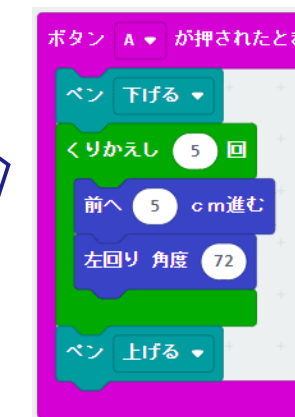 ボタン A が押されたとき
ペン 下げる
くりかえし 5 回
前へ 5 cm進む
左回り 角度 72
ペン 上げる